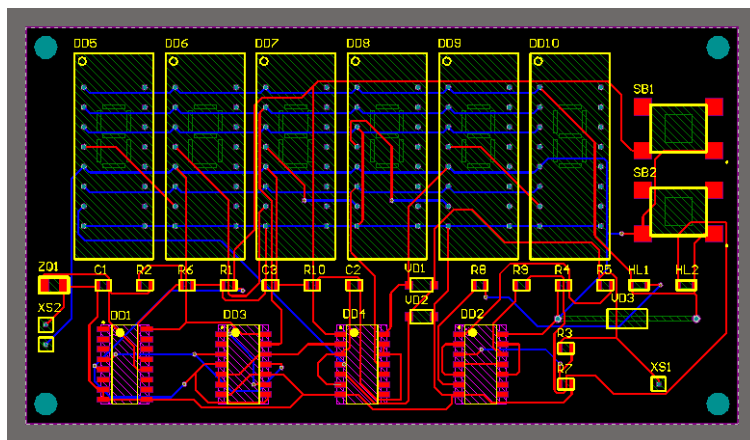 DD5 DD6 DD7 DD8 DD9 DD10
SB1
SB2
ZQ1 C1 R2 R6 R1 C3 R10 C2 VD1 R8 R9 R4 R5 HL1 HL2
XS2 VD2 VD3
DD1 DD3 DD4 DD2
R3
R7 XS1